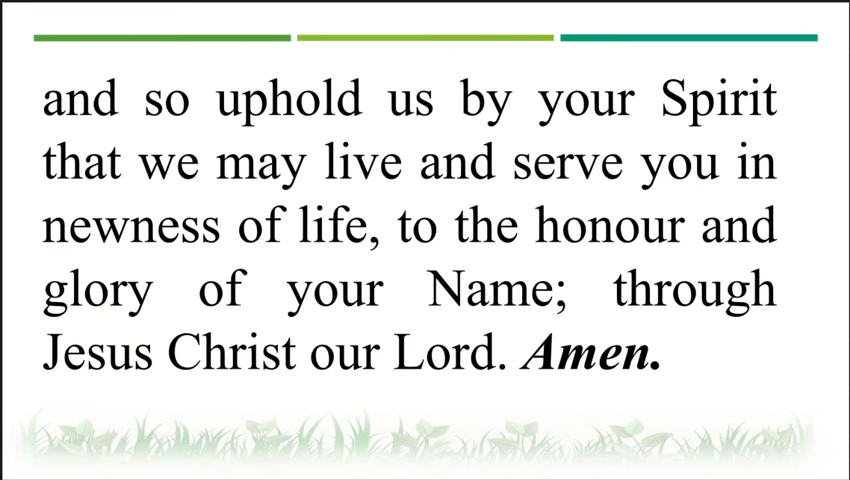 and so uphold us by your Spirit
that we may live and serve you in
newness of life, to the honour and
glory of your Name; through
Jesus Christ our Lord. Amen.